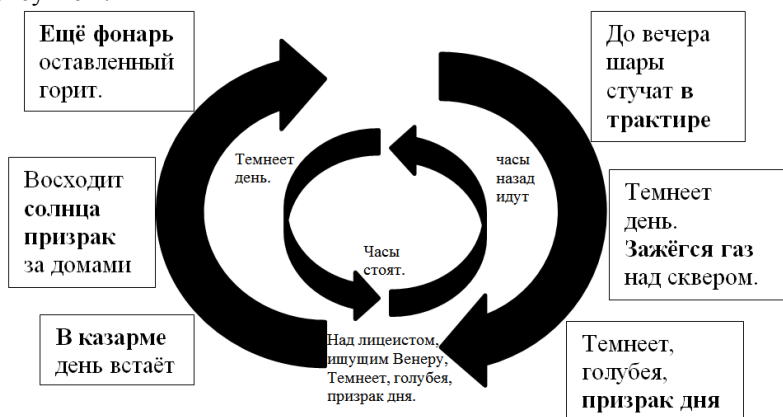 Ещё фонарь
оставленный
горит.
До вечера
шары
стучат в
трактире
Темнеет
день.
часы
назад
идут
Восходит
солнца
призрак
за домами
Темнеет
день.
Зажёгся газ
над сквером.
Часы
стоят.
В казарме
день встаёт
Над лицеистом,
ищущим Венеру,
Темнеет, голубея,
призрак дня.
Темнеет,
голубея,
призрак дня